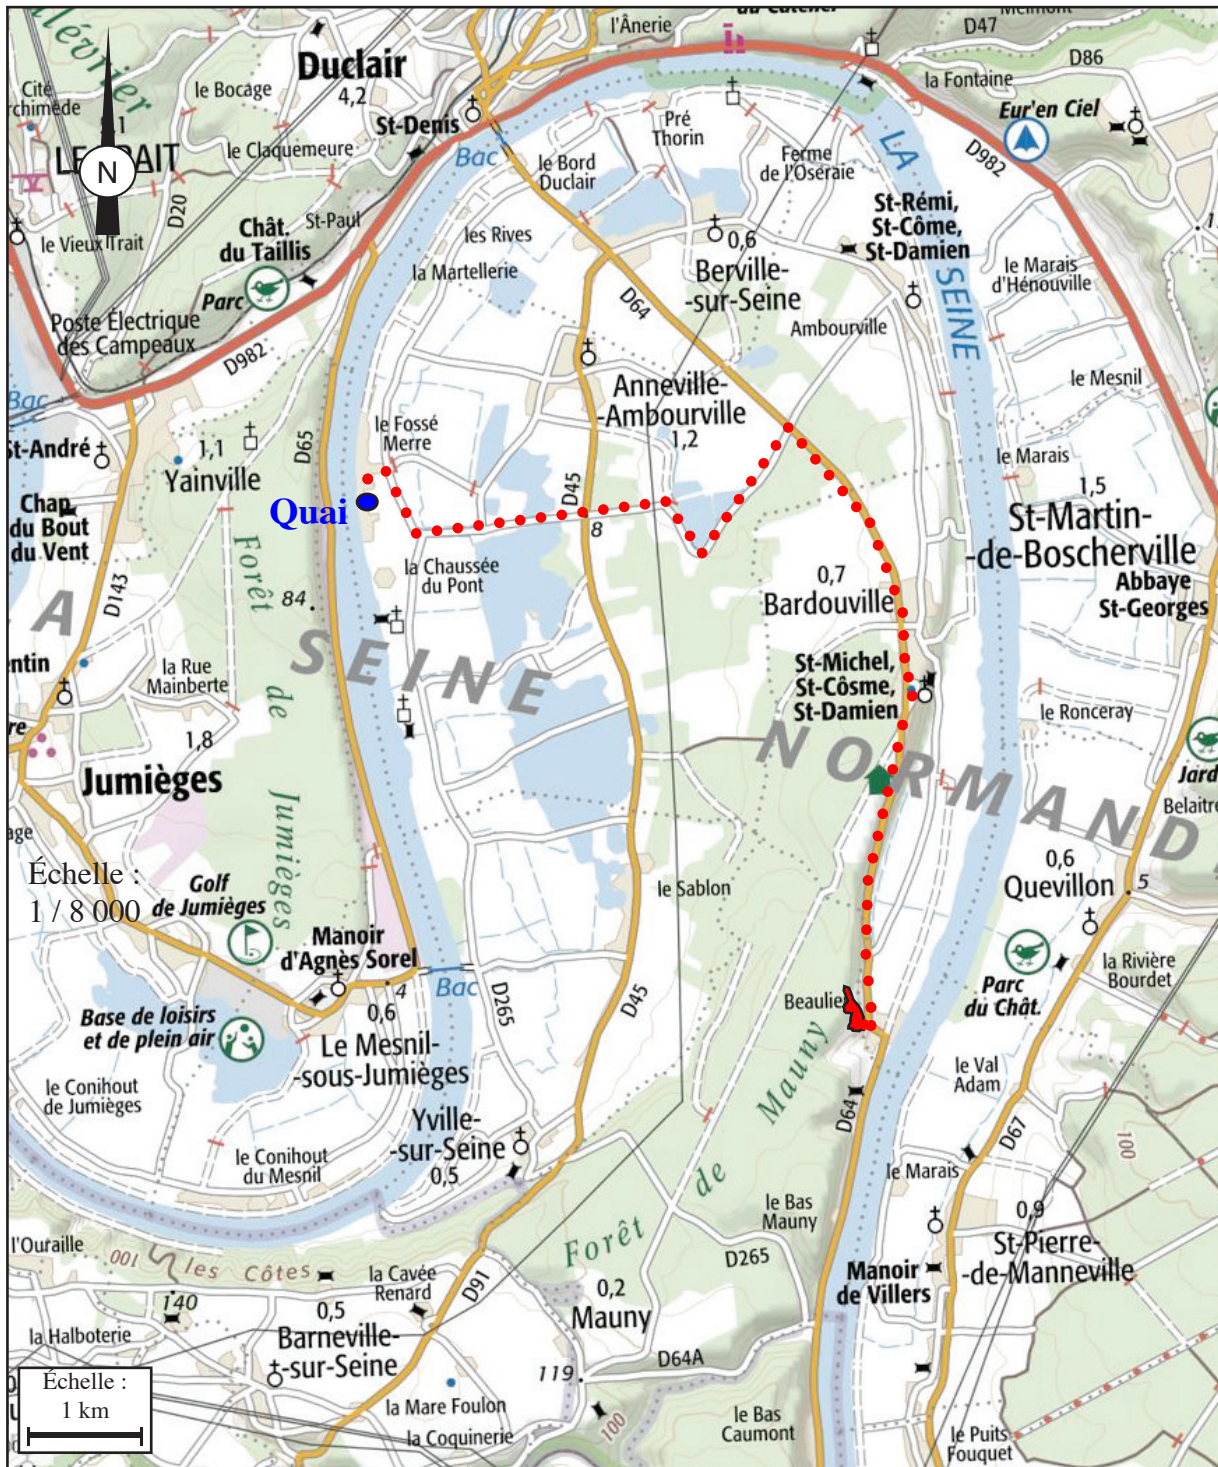 l'Ânerie
D47
D86
Duclair
4,2
la Fontaine
Cité
le Bocage
Eur'en Ciel
St-Denis
Pré
Thorin
LA
SEINE
N
le Claquemeure
Bac
le Bord
Duclair
Ferme
de l'Oseraie
D982
D20
St-Rémi,
St-Côme,
St-Damien
le Vieux Trait
Chât.
du Taillis
St-Paul
les Rives
0,6
Berville-
-sur-Seine
le Marais
d'Hénouville
Parc
la Martellerie
D64
Poste Électrique
des Campeaux
Ambourville
D982
Bac
Anneville-
-Ambourville
1,2
le Mesnil
le Fossé
Merre
St-André
1,1
Yainville
D65
D45
le Marais
1,5
St-Martin-
-de-Boscherville
Chap.
du Bout
du Vent
Quai
8
Forêt
de
Jumièges
la Chaussée
du Pont
0,7
Bardouville
Abbaye
St-Georges
D143
84
SEINE
NORMAND
la Rue
Mainberte
St-Michel,
St-Côsme,
St-Damien
le Ronceray
1,8
Jumièges
Jard
Belaitre
Échelle :
1 / 8 000
Golf
de Jumièges
le Sablon
0,6
Quevillon
5
Manoir
d'Agnès Sorel
4
Bac
D265
D45
la Rivière
Bourdet
Parc
du Chât.
Base de loisirs
et de plein air
0,6
Le Mesnil-
-sous-Jumièges
Beaulie
le Val
Adam
le Conihout
de Jumièges
Forêt
de
Mauny
D64
D67
Yville-
-sur-Seine
0,5
100
le Conihout
du Mesnil
le Marais
le Bas
Mauny
0,9
St-Pierre-
-de-Manneville
l'Ouraille
100
les Côtes
la Cavée
Renard
D91
D265
Manoir
de Villers
140
0,5
Barneville-
-sur-Seine
0,2
Mauny
la Halboterie
119
D64A
Échelle :
1 km
la Mare Foulon
100
le Bas
Caumont
la Coquinerie
le Puits
Fouquet